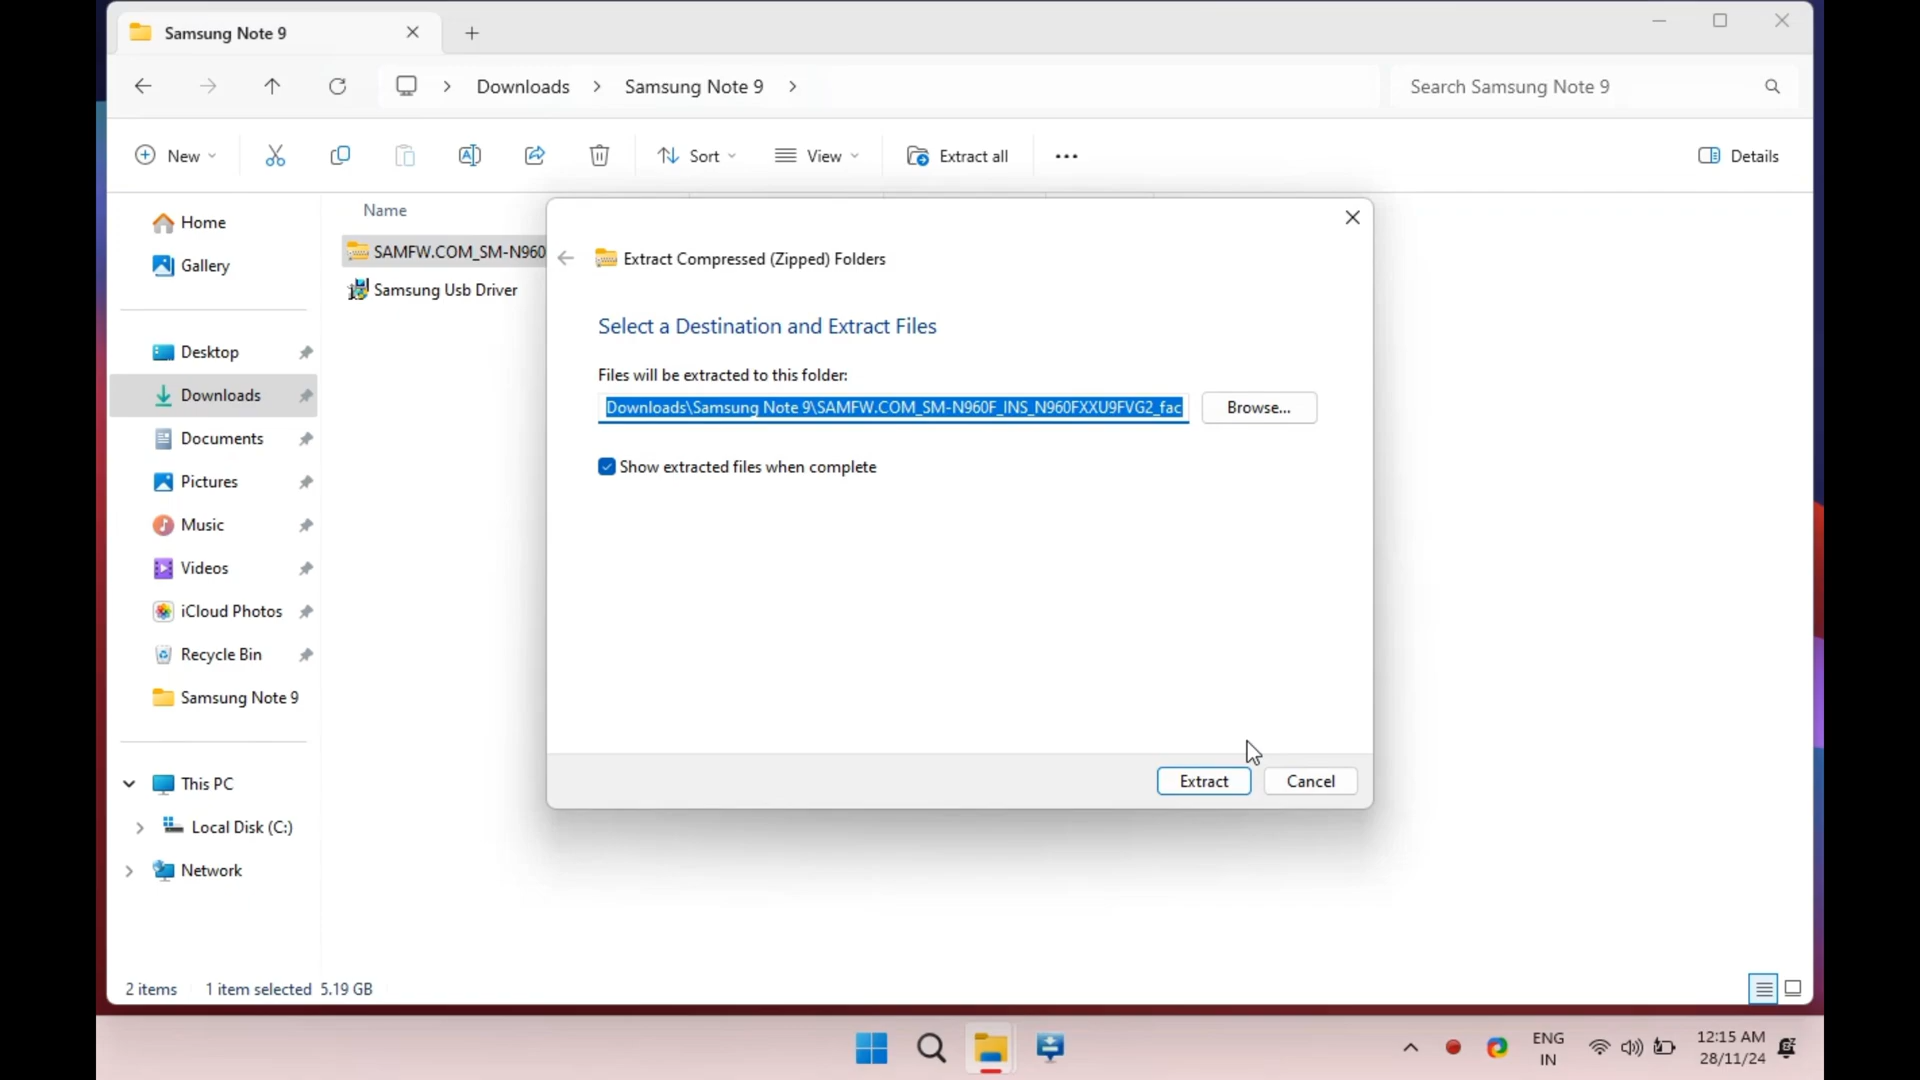 Samsung Note 9
Downloads
Samsung Note 9
Search Samsung Note 9
New
Sort
View
Extract all
Details
Home
Gallery
Desktop
Downloads
Documents
Pictures
Music
Videos
iCloud Photos
Recycle Bin
Samsung Note 9
This PC
Local Disk (C:)
Network
Name
SAMFW.COM_SM-N960
Samsung Usb Driver
Extract Compressed (Zipped) Folders
Select a Destination and Extract Files
Files will be extracted to this folder:
Downloads\Samsung Note 9\SAMFW.COM_SM-N960F_INS_N960FXXU9FVG2_fac
Browse...
Show extracted files when complete
Extract
Cancel
2 items
1 item selected 5.19 GB
ENG
IN
12:15 AM
28/11/24